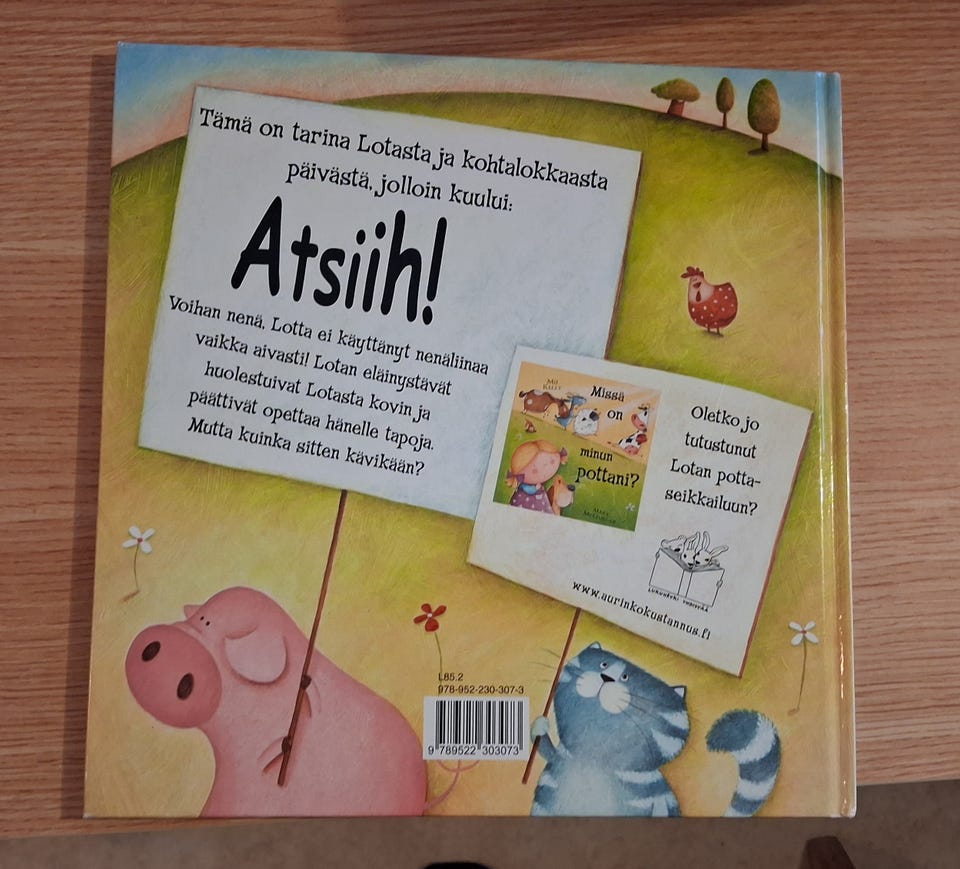 Tämä on tarina Lotasta ja kohtalokkaasta
päivästä, jolloin kuului:
Atsiih!
Voihan nenä, Lotta ei käyttänyt nenäliinaa
vaikka aivasti! Lotan eläinystävät
huolestuivat Lotasta kovin ja
päättivät opettaa hänelle tapoja.
Mutta kuinka sitten kävikään?
Missä
on
minun
pottani?
Oletko jo
tutustunut
Lotan potta-
seikkailuun?
www.aurinkokustannus.fi
L85.2
978-952-230-307-3
9 789522 303073